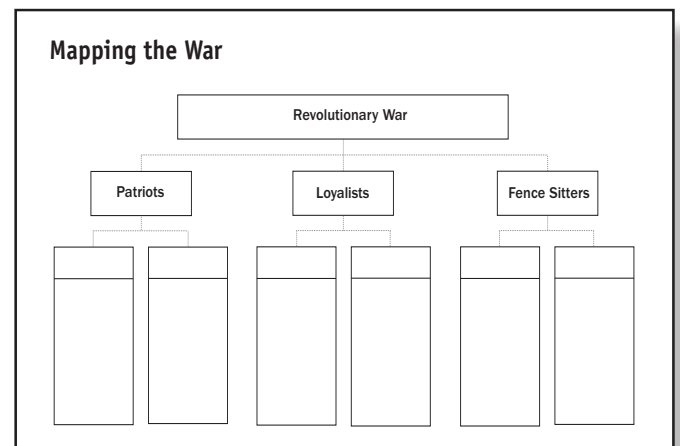 Mapping the War
Revolutionary War
Patriots
Loyalists
Fence Sitters